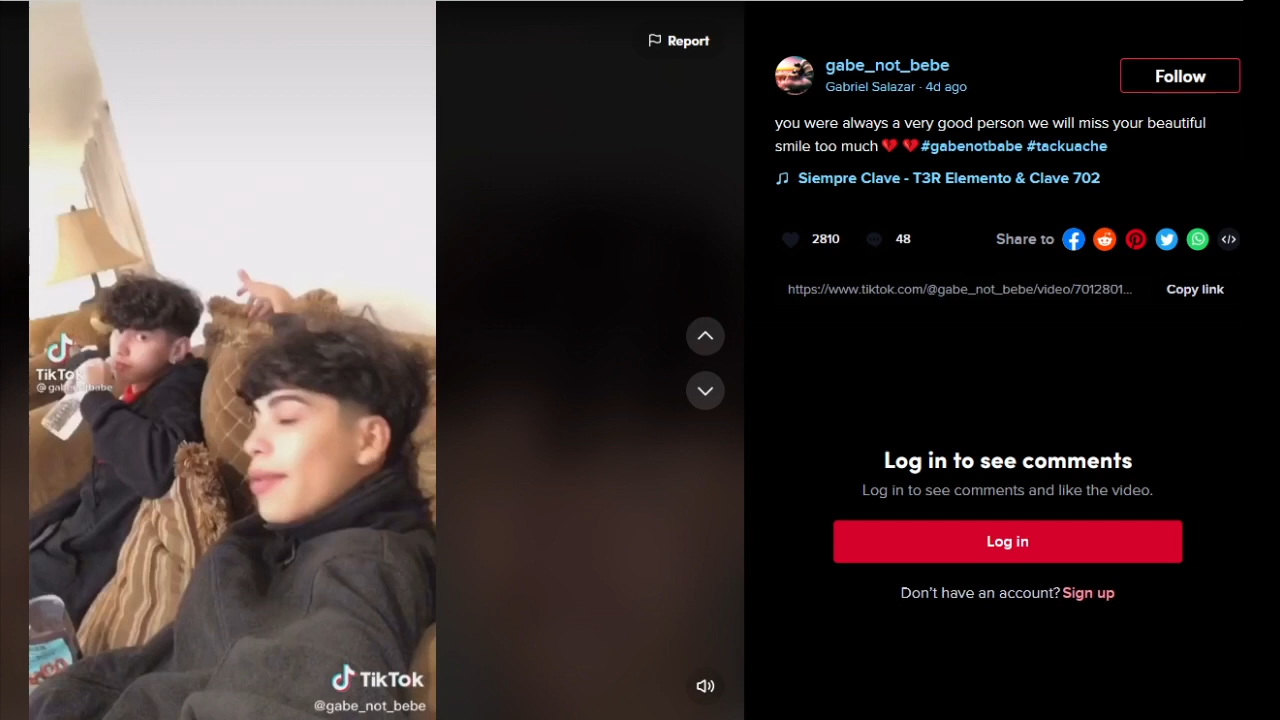 Report
gabe_not_bebe
Gabriel Salazar · 4d ago
Follow
you were always a very good person we will miss your beautiful
smile too much💔 💔#gabenotbabe #tackuache
Siempre Clave - T3R Elemento & Clave 702
2810
48
Share to
https://www.tiktok.com/@gabe_not_bebe/video/7012801...
Copy link
TikTok
Log in to see comments
Log in to see comments and like the video.
Log in
Don't have an account? Sign up
TikTok
@gabe_not_bebe